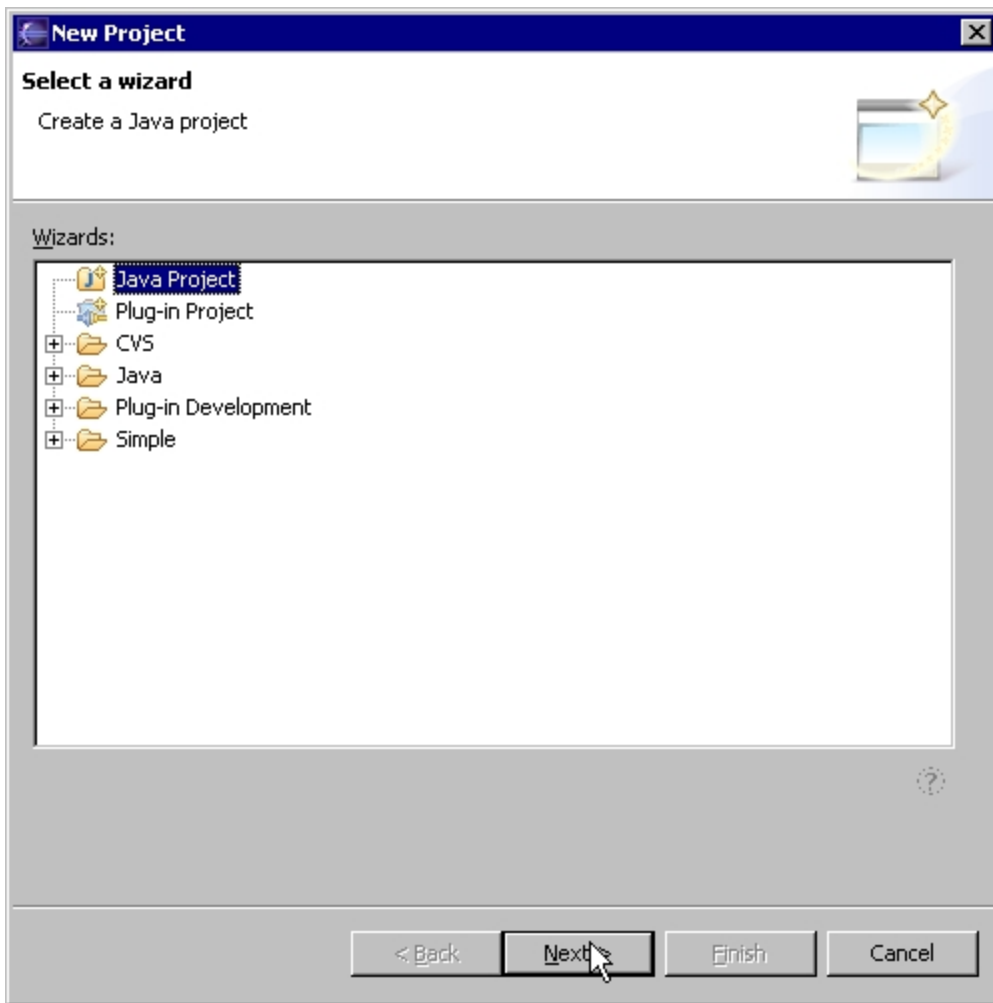 New Project
Select a wizard
Create a Java project
Wizards:
Java Project
Plug-in Project
CVS
Java
Plug-in Development
Simple
?
< Back Next > Finish Cancel